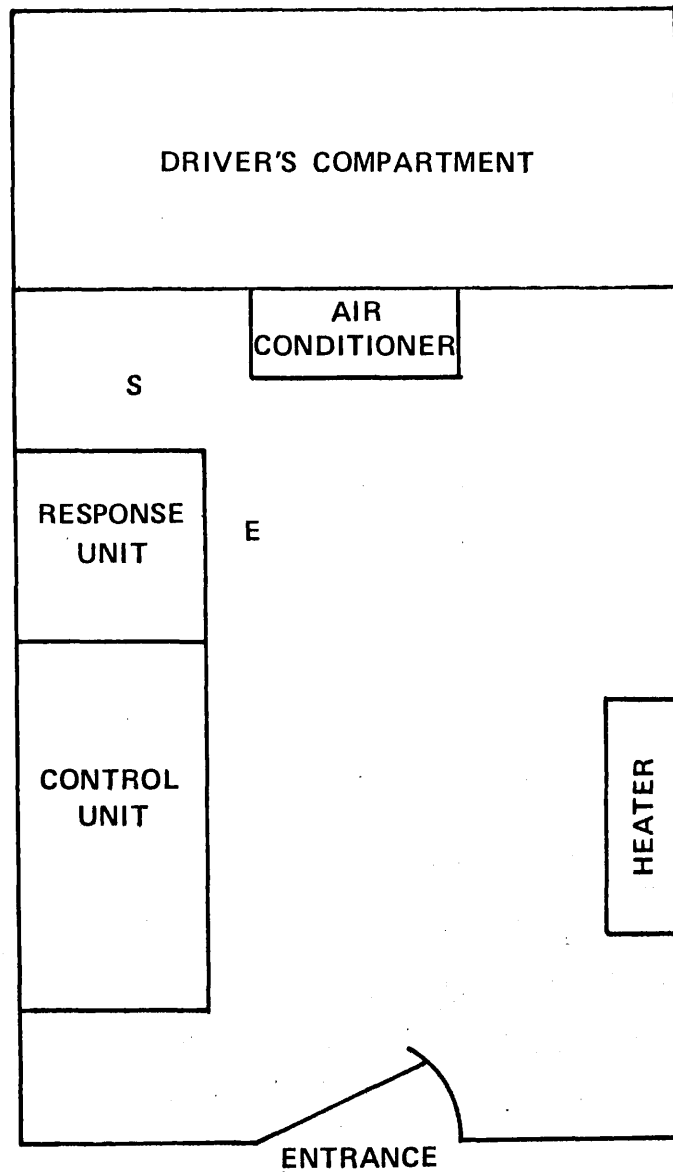 DRIVER'S COMPARTMENT
AIR
CONDITIONER
S
RESPONSE
UNIT
E
CONTROL
UNIT
HEATER
ENTRANCE